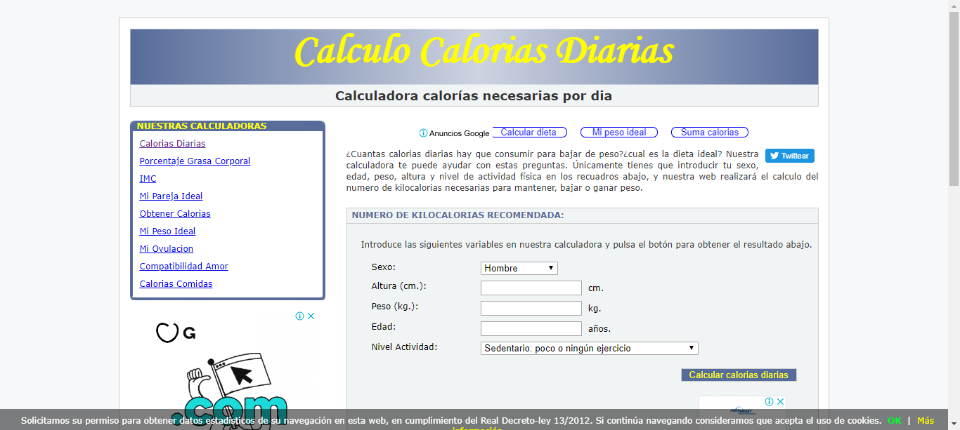 Calculo Calorias Diarias
Calculadora calorías necesarias por dia
NUESTRAS CALCULADORAS
Calorias Diarias
Porcentaje Grasa Corporal
IMC
Mi Pareja Ideal
Obtener Calorias
Mi Peso Ideal
Mi Ovulacion
Compatibilidad Amor
Calorias Comidas
G
.com
Anuncios Google
Calcular dieta
Mi peso ideal
Suma calorias
Twittear
¿Cuantas calorias diarias hay que consumir para bajar de peso?¿cual es la dieta ideal? Nuestra
calculadora te puede ayudar con estas preguntas. Únicamente tienes que introducir tu sexo,
edad, peso, altura y nivel de actividad física en los recuadros abajo, y nuestra web realizará el calculo del
numero de kilocalorias necesarias para mantener, bajar o ganar peso.
NUMERO DE KILOCALORIAS RECOMENDADA:
Introduce las siguientes variables en nuestra calculadora y pulsa el botón para obtener el resultado abajo.
Sexo: Hombre
Altura (cm.): cm.
Peso (kg.): kg.
Edad: años.
Nivel Actividad: Sedentario: poco o ningún ejercicio
Calcular calorias diarias
Solicitamos su permiso para obtener datos estadísticos de su navegación en esta web, en cumplimiento del Real Decreto-ley 13/2012. Si continúa navegando consideramos que acepta el uso de cookies. OK | Más
información